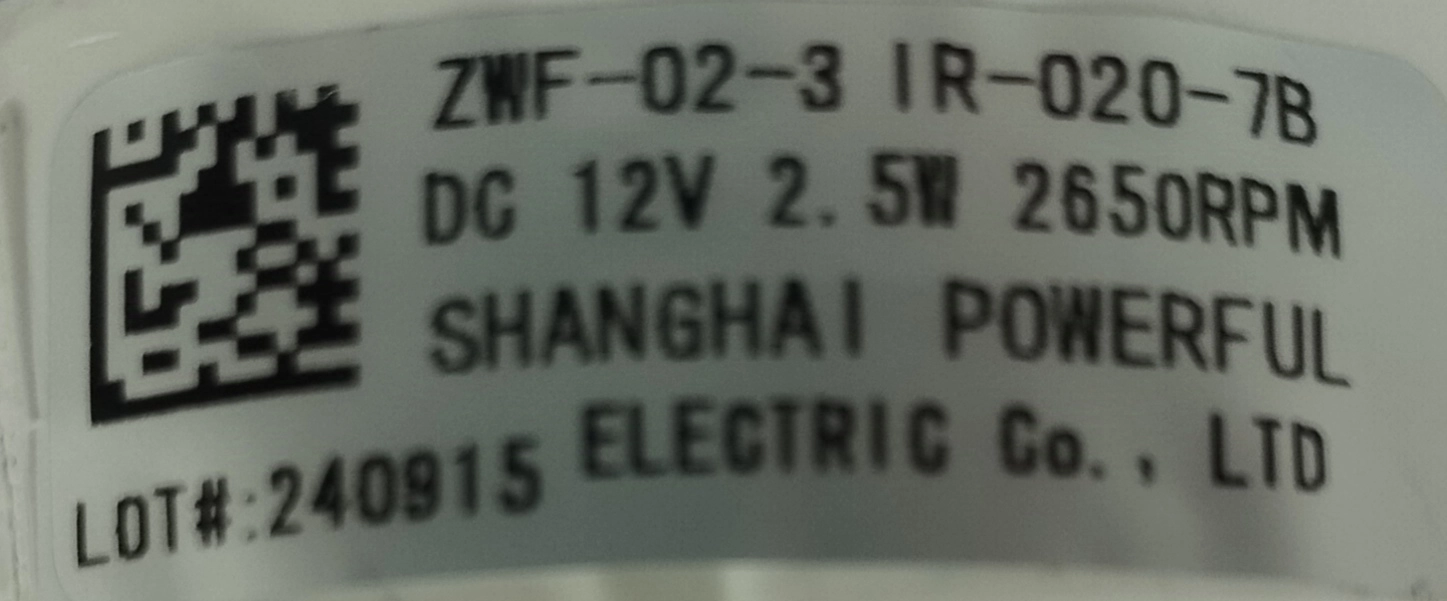 ZWF-02-3 IR-020-7B
DC 12V 2.5W 2650RPM
SHANGHAI POWERFUL
ELECTRIC Co., LTD
LOT#:240915